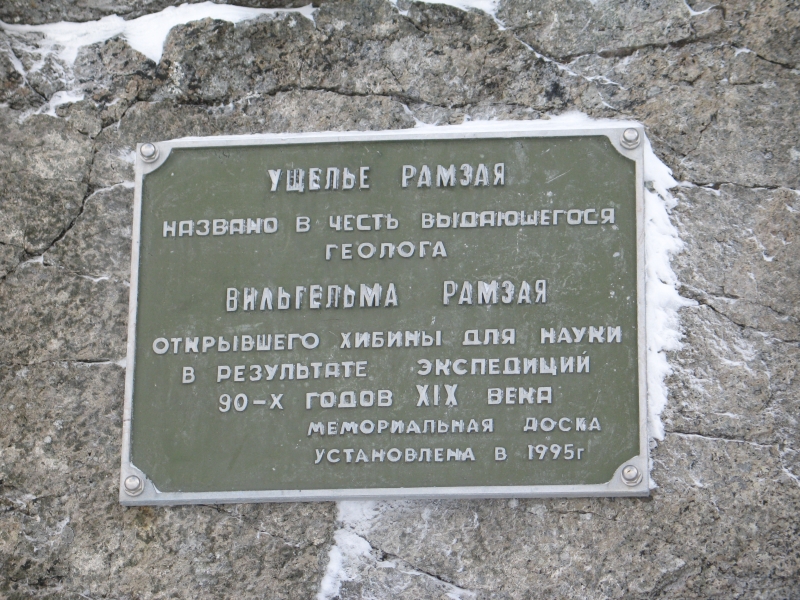 УЩЕЛЬЕ РАМЗАЯ
НАЗВАНО В ЧЕСТЬ ВЫДАЮЩЕГОСЯ
ГЕОЛОГА
ВИЛЬГЕЛЬМА РАМЗАЯ
ОТКРЫВШЕГО ХИБИНЫ ДЛЯ НАУКИ
В РЕЗУЛЬТАТЕ ЭКСПЕДИЦИЙ
90-Х ГОДОВ XIX ВЕКА
МЕМОРИАЛЬНАЯ ДОСКА
УСТАНОВЛЕНА В 1995г